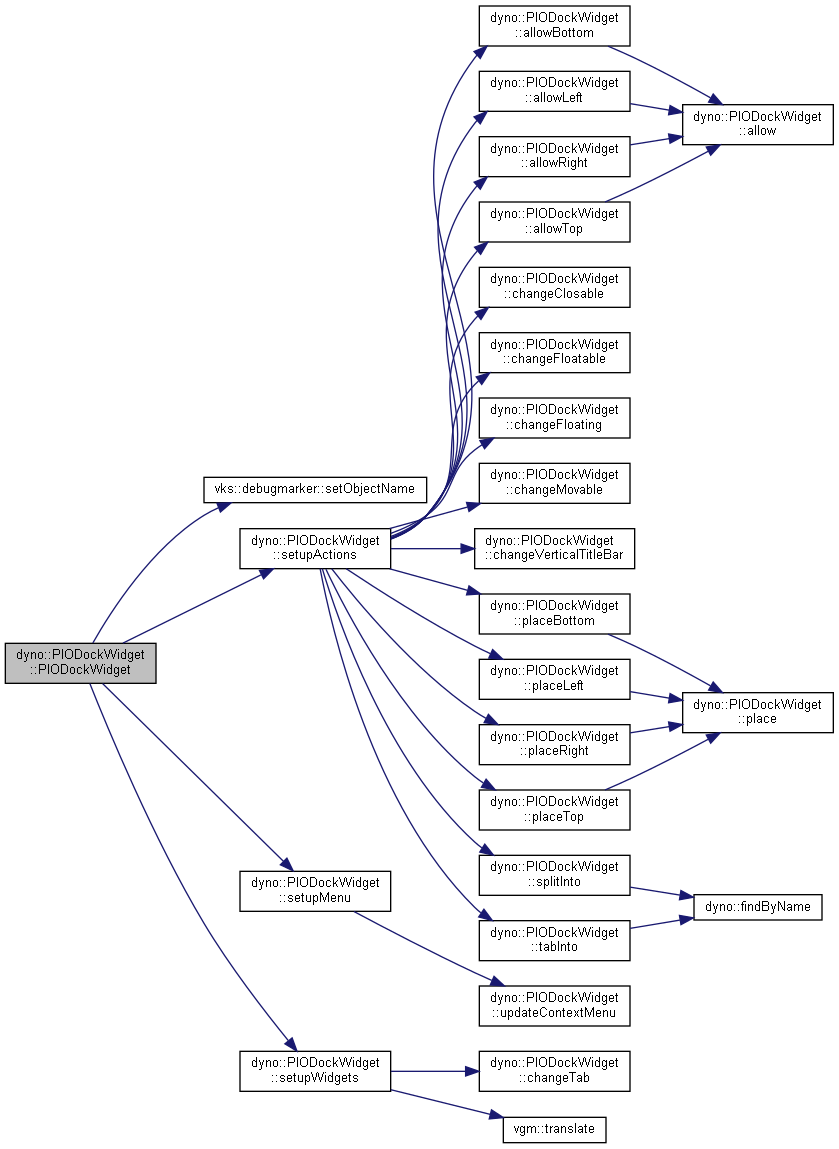 dyno::PIODockWidget
::allowBottom
dyno::PIODockWidget
::allowLeft
dyno::PIODockWidget
::allow
dyno::PIODockWidget
::allowRight
dyno::PIODockWidget
::allowTop
dyno::PIODockWidget
::changeClosable
dyno::PIODockWidget
::changeFloatable
dyno::PIODockWidget
::changeFloating
dyno::PIODockWidget
::changeMovable
vks::debugmarker::setObjectName
dyno::PIODockWidget
::setupActions
dyno::PIODockWidget
::changeVerticalTitleBar
dyno::PIODockWidget
::placeBottom
dyno::PIODockWidget
::PIODockWidget
dyno::PIODockWidget
::placeLeft
dyno::PIODockWidget
::place
dyno::PIODockWidget
::placeRight
dyno::PIODockWidget
::placeTop
dyno::PIODockWidget
::splitInto
dyno::PIODockWidget
::setupMenu
dyno::findByName
dyno::PIODockWidget
::tabInto
dyno::PIODockWidget
::updateContextMenu
dyno::PIODockWidget
::setupWidgets
dyno::PIODockWidget
::changeTab
vgm::translate